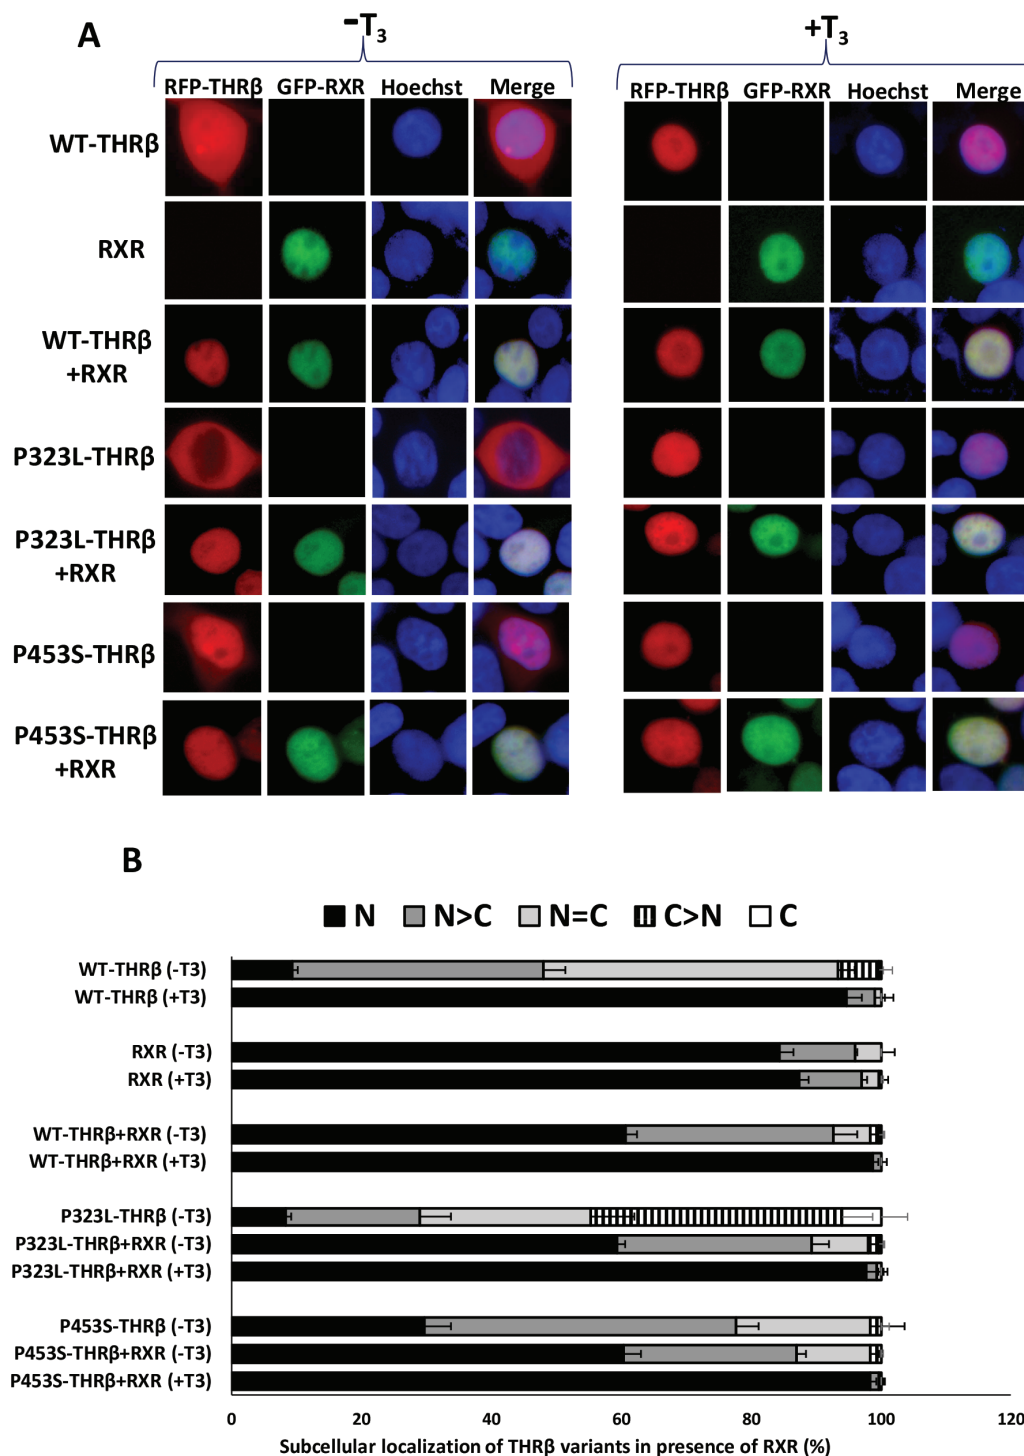 A
−T3
+T3
RFP-THRβ GFP-RXR Hoechst Merge
RFP-THRβ GFP-RXR Hoechst Merge
WT-THRβ
RXR
WT-THRβ
+RXR
P323L-THRβ
P323L-THRβ
+RXR
P453S-THRβ
P453S-THRβ
+RXR
B
N N>C N=C C>N C
WT-THRβ (-T3)
WT-THRβ (+T3)
RXR (-T3)
RXR (+T3)
WT-THRβ+RXR (-T3)
WT-THRβ+RXR (+T3)
P323L-THRβ (-T3)
P323L-THRβ+RXR (-T3)
P323L-THRβ+RXR (+T3)
P453S-THRβ (-T3)
P453S-THRβ+RXR (-T3)
P453S-THRβ+RXR (+T3)
0 20 40 60 80 100 120
Subcellular localization of THRβ variants in presence of RXR (%)